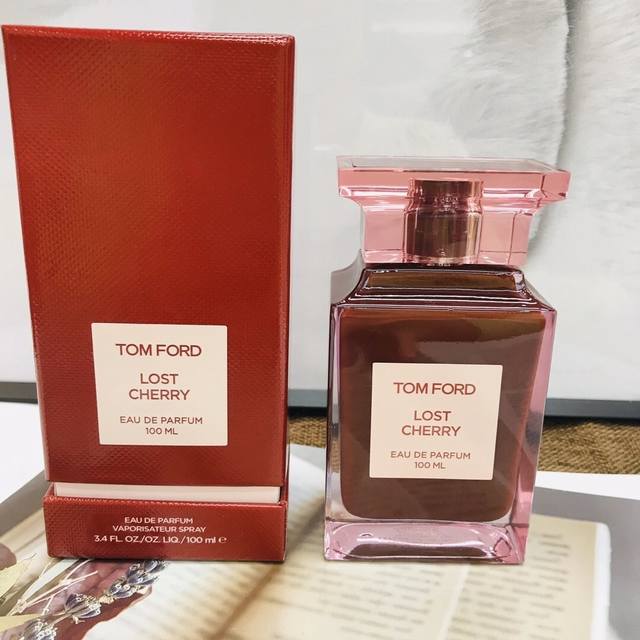 TOM FORD
LOST
CHERRY
EAU DE PARFUM
100 ML
EAU DE PARFUM
VAPORISATEUR SPRAY
3.4 FL. OZ./OZ. LIQ./100 ml ℮
TOM FORD
LOST
CHERRY
EAU DE PARFUM
100 ML